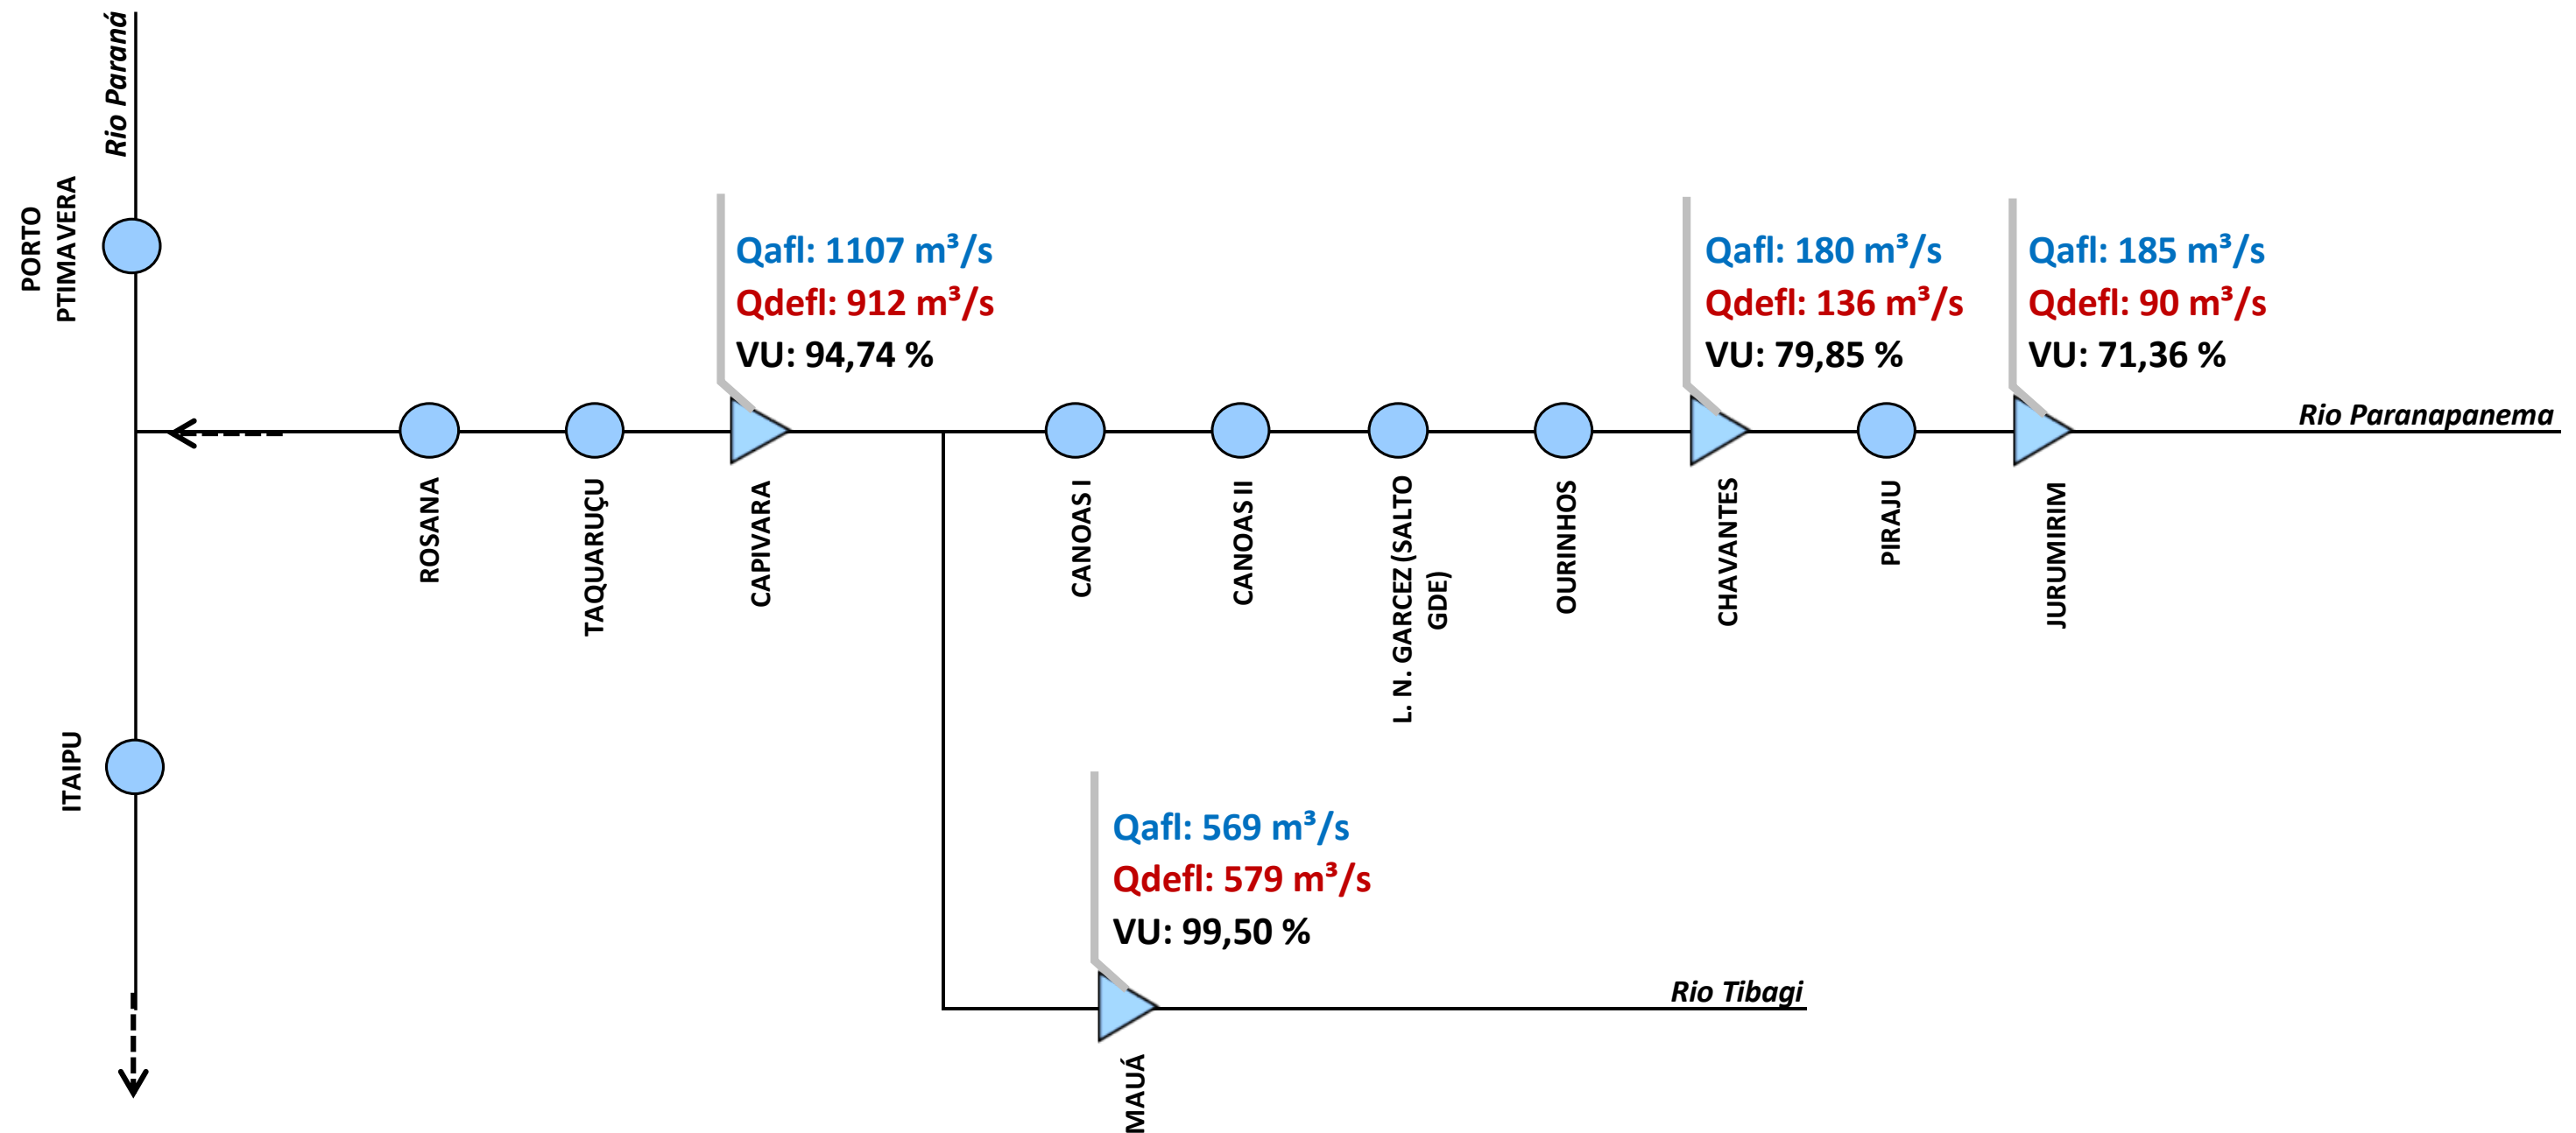 Rio Paraná
PORTO
PTIMAVERA
Qafl: 1107 m³/s
Qdefl: 912 m³/s
VU: 94,74 %
Qafl: 180 m³/s
Qdefl: 136 m³/s
VU: 79,85 %
Qafl: 185 m³/s
Qdefl: 90 m³/s
VU: 71,36 %
Rio Paranapanema
ROSANA
TAQUARUÇU
CAPIVARA
CANOAS I
CANOAS II
L. N. GARCEZ (SALTO
GDE)
OURINHOS
CHAVANTES
PIRAJU
JURUMIRIM
ITAIPU
Qafl: 569 m³/s
Qdefl: 579 m³/s
VU: 99,50 %
Rio Tibagi
MAUÁ